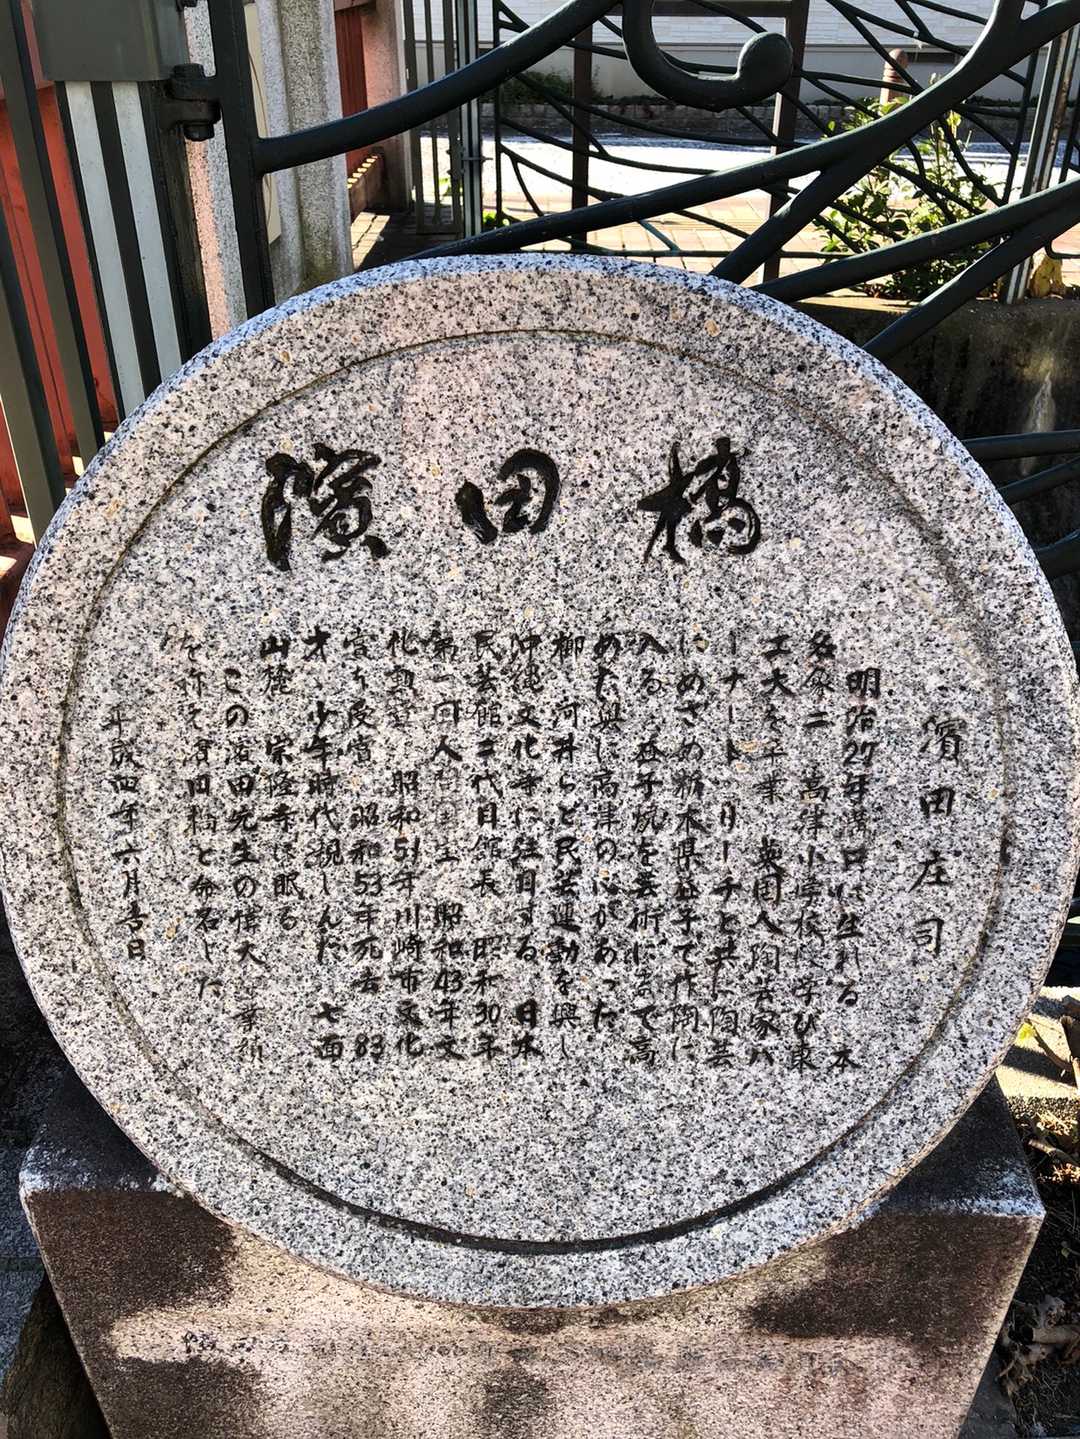 濱田橋
濱田庄司
明治27年溝口に生れる 本
名象二 高津小学校に学び東
工大を卒業 英国人陶芸家バ
ーナード・リーチと共に陶芸
にめざめ栃木県益子で作陶に
入る 益子焼を芸術にまで高
めた奥に高津の心があった
柳 河井らと民芸運動を興し
沖縄文化等に注目する 日本
民芸館二代目館長 昭和30年
第一回人間国宝 昭和43年文
化勲章 昭和51年川崎市文化
賞を受賞 昭和53年死去 83
才 少年時代親しんだ 七面
山麓 宗隆寺に眠る
この濱田先生の偉大な業績
を称え濱田橋と命名した
平成四年六月吉日